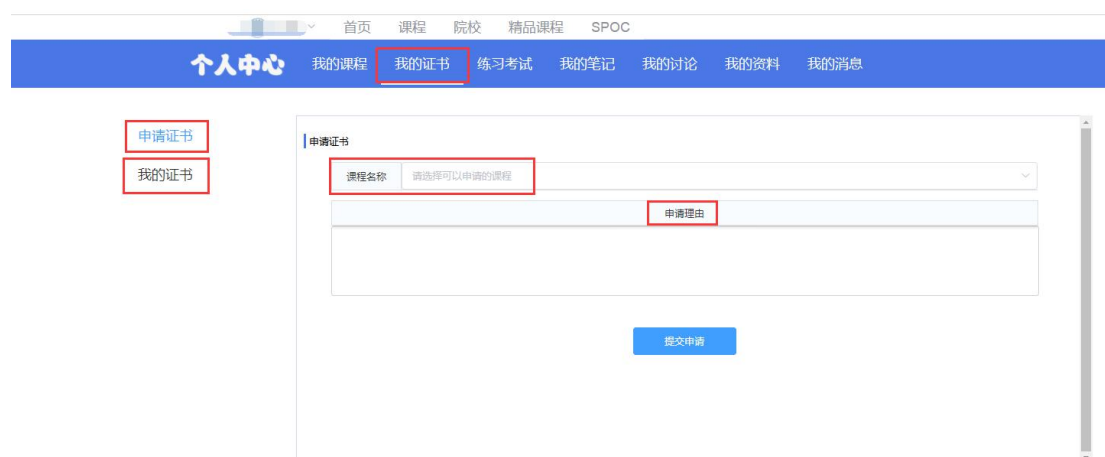 首页 课程 院校 精品课程 SPOC
个人中心 我的课程 我的证书 练习考试 我的笔记 我的讨论 我的资料 我的消息
申请证书
我的证书
申请证书
课程名称 请选择可以申请的课程
申请理由
提交申请